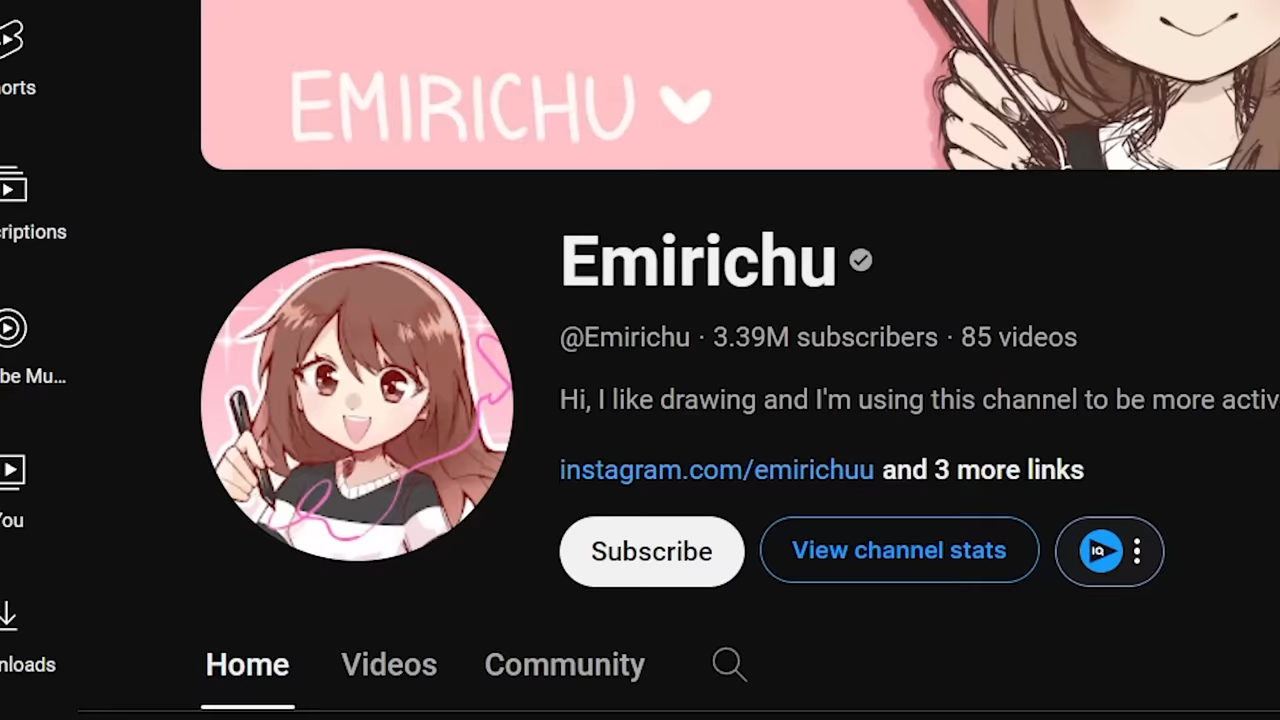 orts
EMIRICHU
riptions
Emirichu
@Emirichu · 3.39M subscribers · 85 videos
be Mu...
Hi, I like drawing and I'm using this channel to be more activ
instagram.com/emirichuu and 3 more links
You
Subscribe
View channel stats
IQ
nloads
Home
Videos
Community